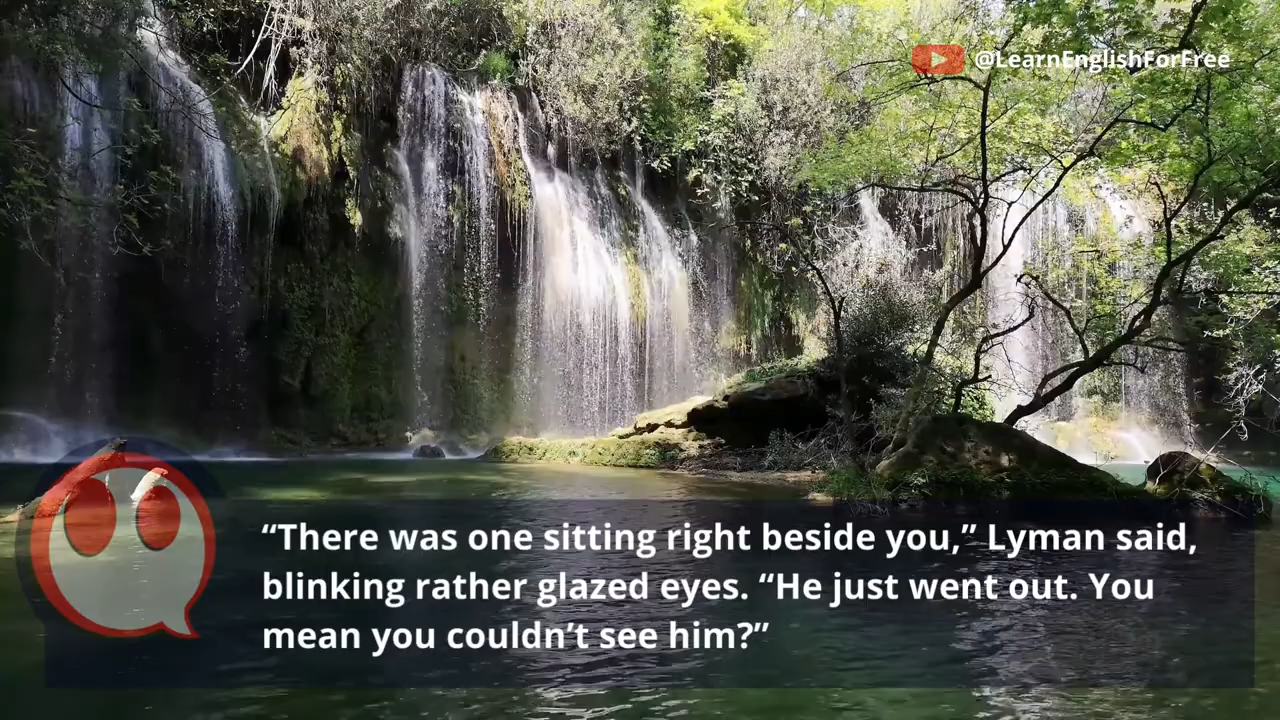 @LearnEnglishForFree
“There was one sitting right beside you,” Lyman said,
blinking rather glazed eyes. “He just went out. You
mean you couldn’t see him?”